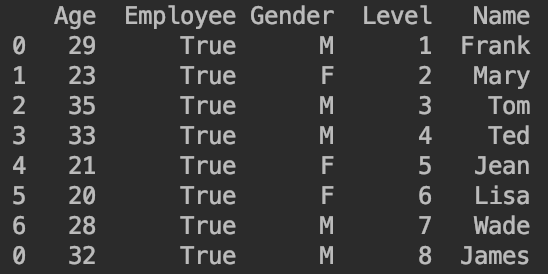 Age Employee Gender Level Name
0 29 True M 1 Frank
1 23 True F 2 Mary
2 35 True M 3 Tom
3 33 True M 4 Ted
4 21 True F 5 Jean
5 20 True F 6 Lisa
6 28 True M 7 Wade
0 32 True M 8 James